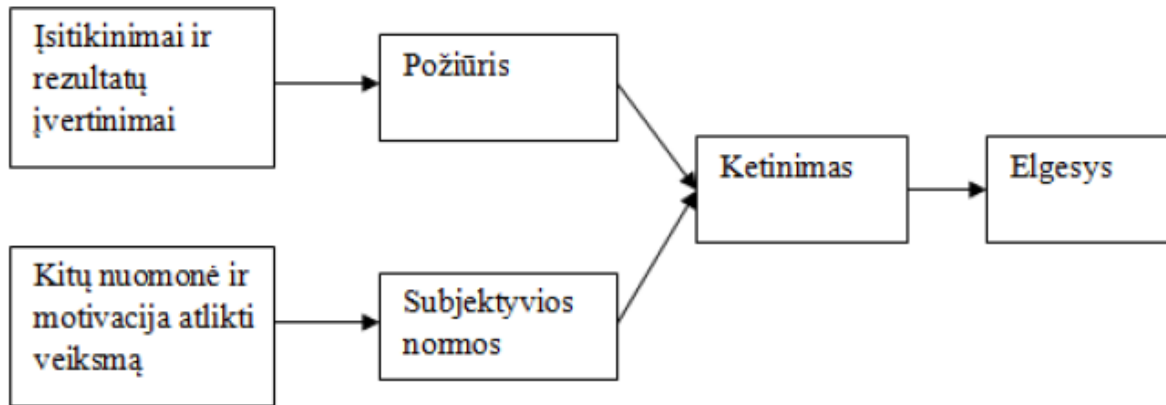 Įsitikinimai ir
rezultatų
įvertinimai
Požiūris
Ketinimas
Elgesys
Kitų nuomonė ir
motivacija atlikti
veiksmą
Subjektyvios
normos